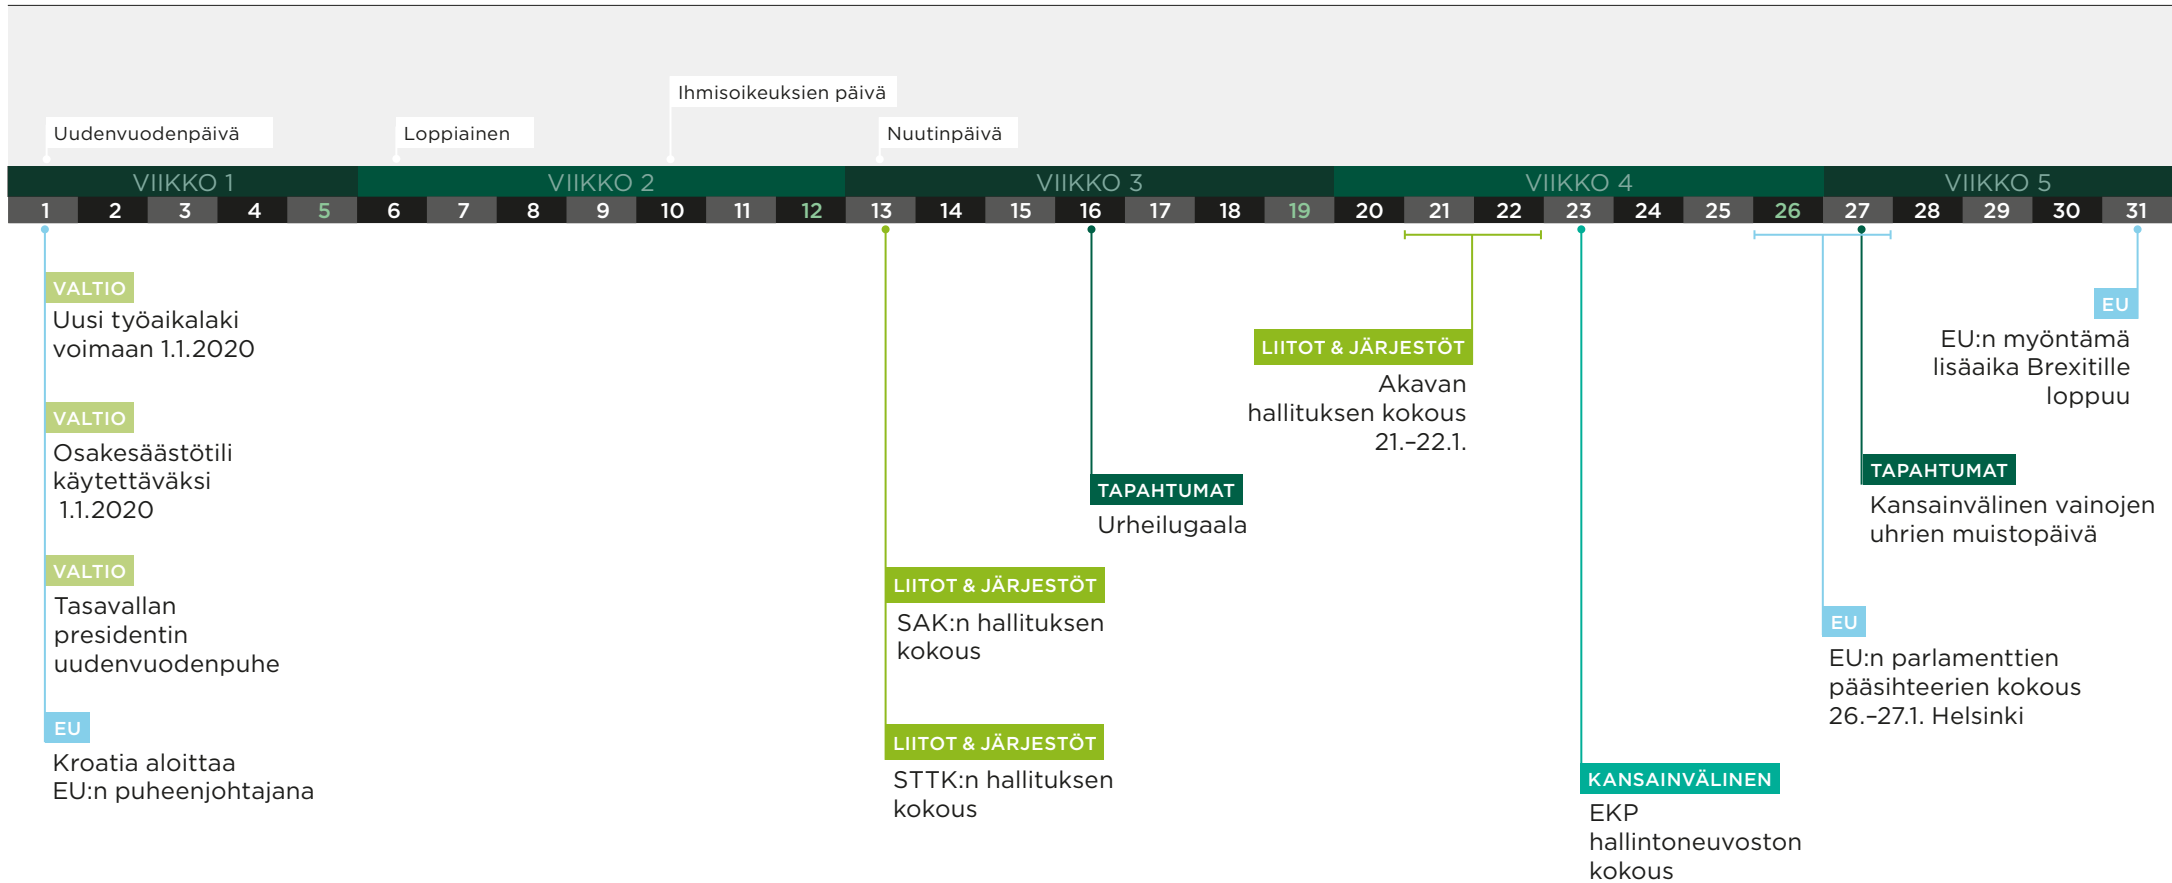 Ihmisoikeuksien päivä
Uudenvuodenpäivä
Loppiainen
Nuutinpäivä
VIIKKO 1 VIIKKO 2 VIIKKO 3 VIIKKO 4 VIIKKO 5
1 2 3 4 5 6 7 8 9 10 11 12 13 14 15 16 17 18 19 20 21 22 23 24 25 26 27 28 29 30 31
VALTIO
Uusi työaikalaki
voimaan 1.1.2020
VALTIO
Osakesäästötili
käytettäväksi
1.1.2020
VALTIO
Tasavallan
presidentin
uudenvuodenpuhe
EU
Kroatia aloittaa
EU:n puheenjohtajana
LIITOT & JÄRJESTÖT
SAK:n hallituksen
kokous
LIITOT & JÄRJESTÖT
STTK:n hallituksen
kokous
TAPAHTUMAT
Urheilugaala
LIITOT & JÄRJESTÖT
Akavan
hallituksen kokous
21.–22.1.
KANSAINVÄLINEN
EKP
hallintoneuvoston
kokous
EU
EU:n parlamenttien
pääsihteerien kokous
26.–27.1. Helsinki
TAPAHTUMAT
Kansainvälinen vainojen
uhrien muistopäivä
EU
EU:n myöntämä
lisäaika Brexitille
loppuu